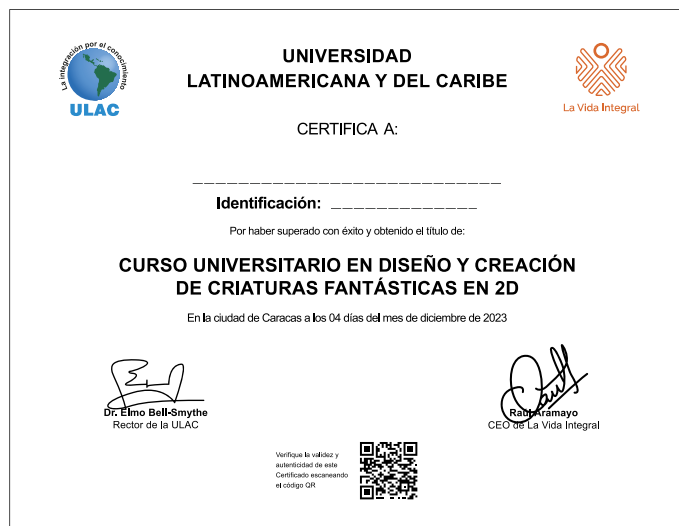 La integración por el conocimiento
ULAC
UNIVERSIDAD
LATINOAMERICANA Y DEL CARIBE
La Vida Integral
CERTIFICA A:
Identificación:
Por haber superado con éxito y obtenido el título de:
CURSO UNIVERSITARIO EN DISEÑO Y CREACIÓN
DE CRIATURAS FANTÁSTICAS EN 2D
En la ciudad de Caracas a los 04 días del mes de diciembre de 2023
Dr. Elmo Bell-Smythe
Rector de la ULAC
Raúl Aramayo
CEO de La Vida Integral
Verifique la validez y
autenticidad de este
Certificado escaneando
el código QR